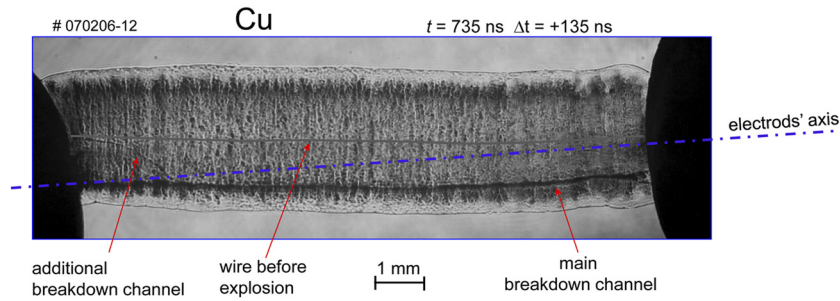 # 070206-12
Cu
t = 735 ns Δt = +135 ns
electrods' axis
additional
breakdown channel
wire before
explosion
1 mm
main
breakdown channel